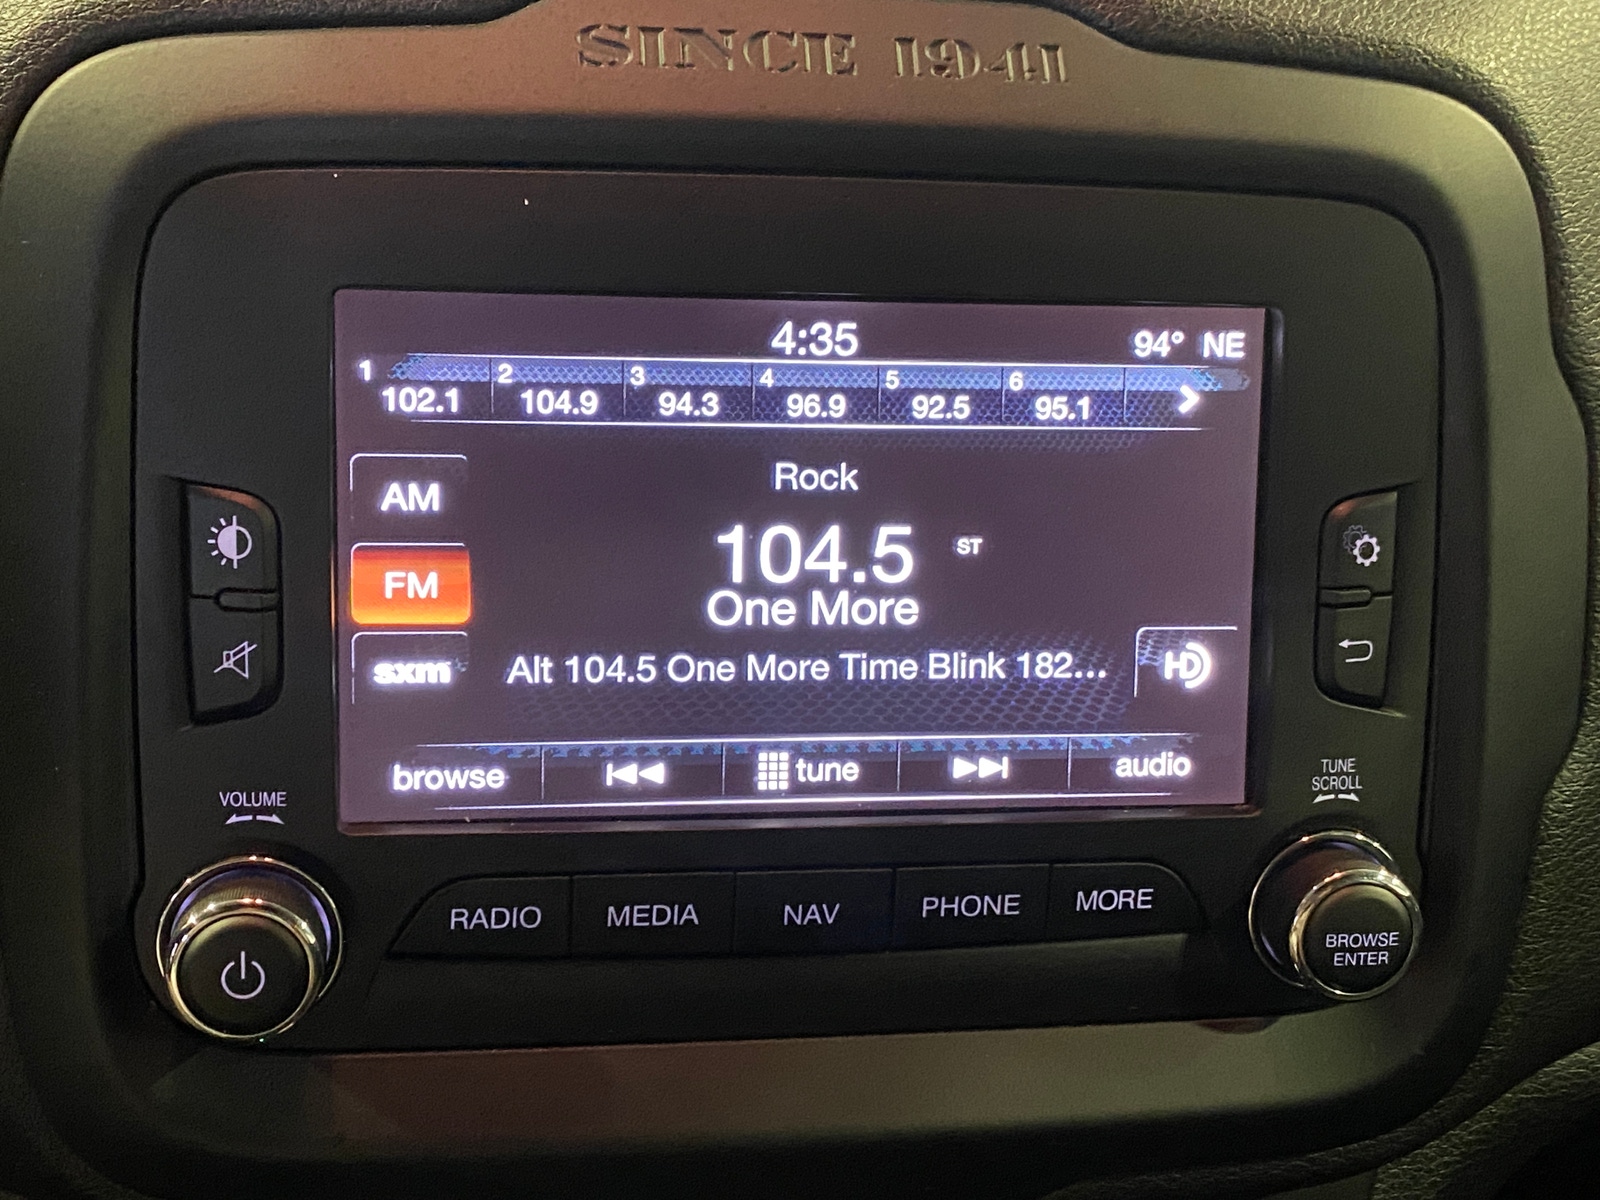 SINCE 1941
4:35
94° NE
1 2 3 4 5 6
102.1 104.9 94.3 96.9 92.5 95.1
AM
Rock
104.5 ST
FM
One More
sxm
Alt 104.5 One More Time Blink 182...
HD
browse
tune
audio
VOLUME
TUNE
SCROLL
RADIO
MEDIA
NAV
PHONE
MORE
BROWSE
ENTER